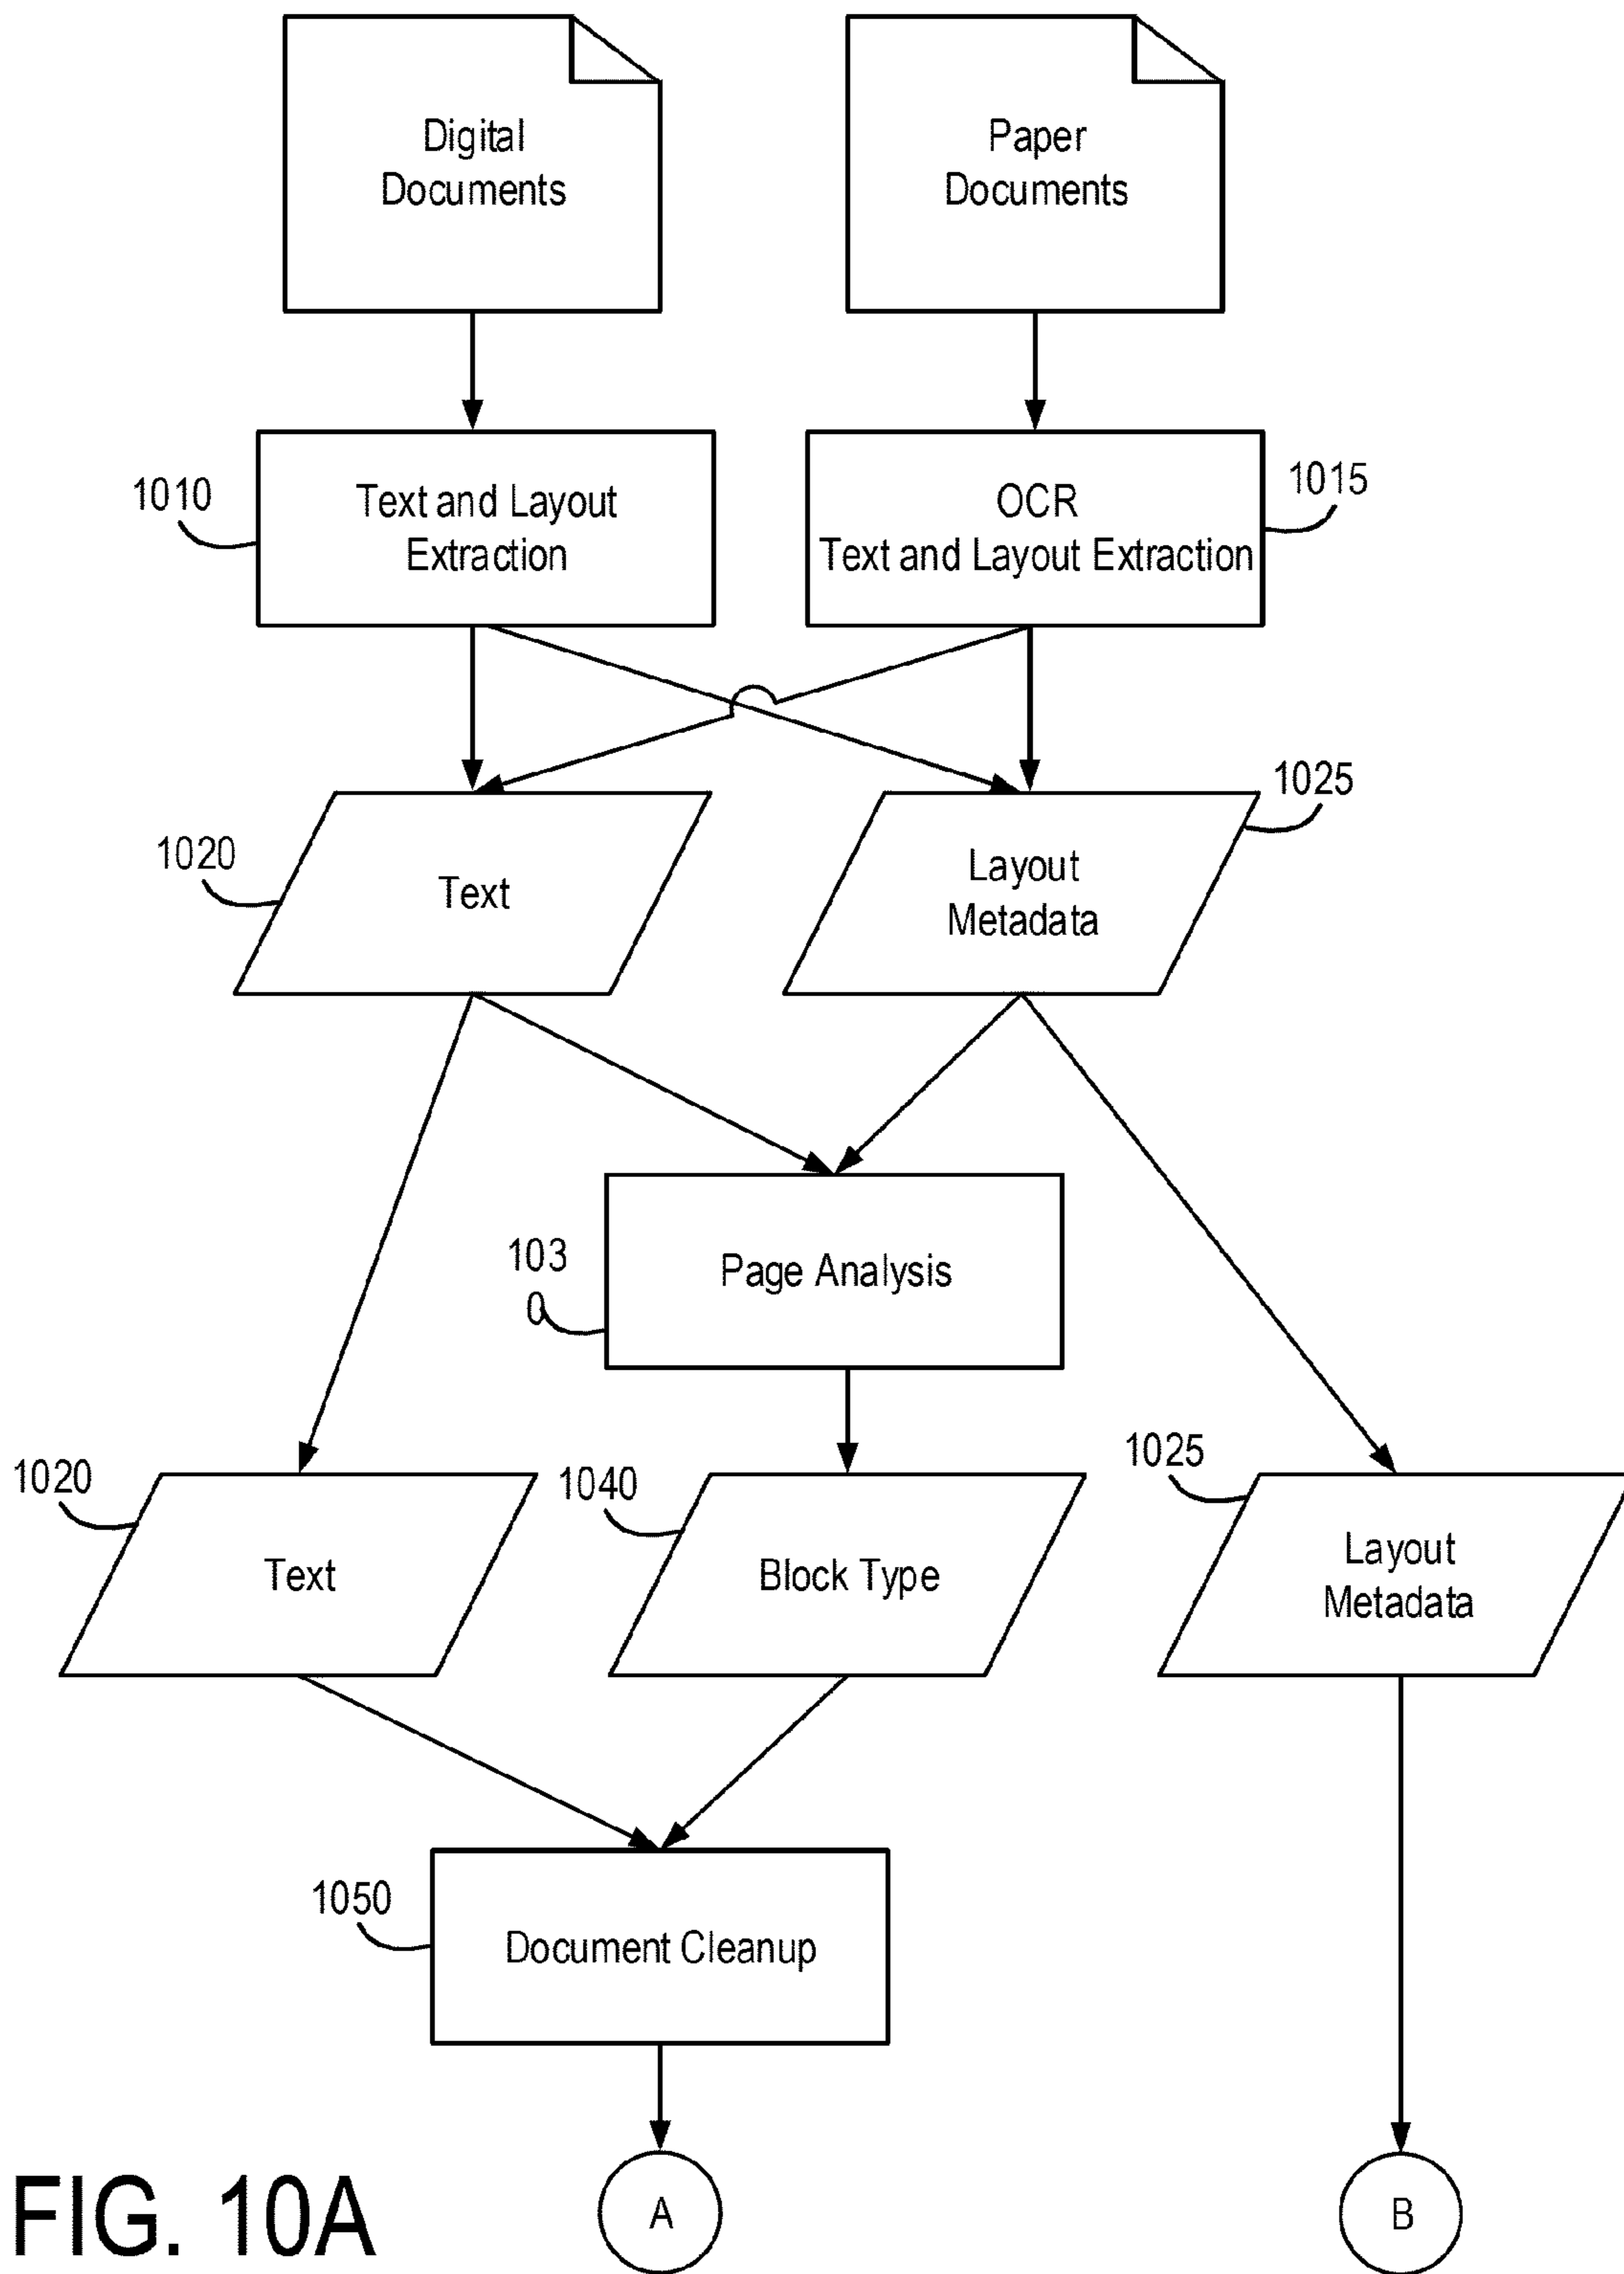 Digital
Documents
Paper
Documents
1010
Text and Layout
Extraction
OCR
Text and Layout Extraction
1015
1020
Text
Layout
Metadata
1025
103
0
Page Analysis
1020
Text
1040
Block Type
1025
Layout
Metadata
1050
Document Cleanup
FIG. 10A
A
B